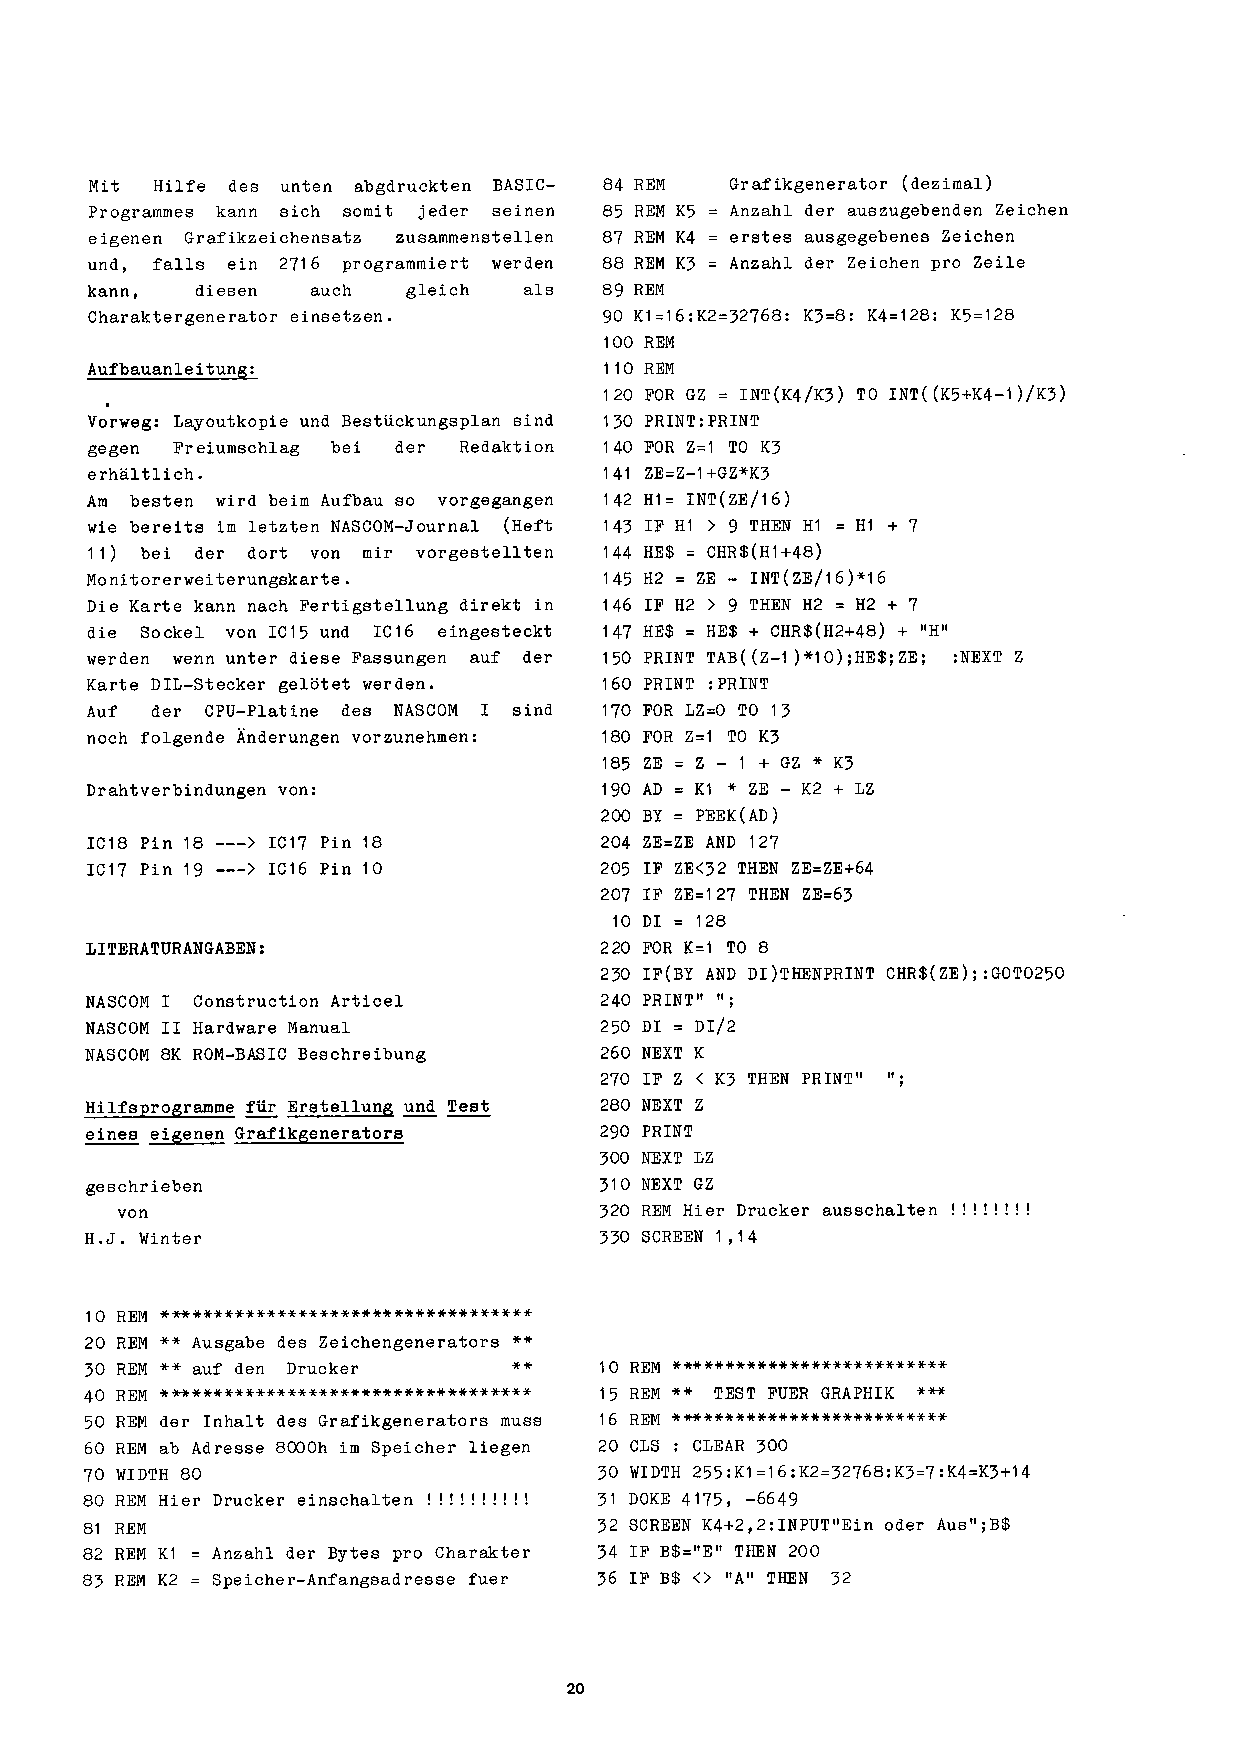 Mit Hilfe des unten abgdruckten BASIC-
Programmes kann sich somit jeder seinen
eigenen Grafikzeichensatz zusammenstellen
und, falls ein 2716 programmiert werden
kann, diesen auch gleich als
Charaktergenerator einsetzen.
Aufbauanleitung:
Vorweg: Layoutkopie und Bestückungsplan sind
gegen Freiumschlag bei der Redaktion
erhältlich.
Am besten wird beim Aufbau so vorgegangen
wie bereits im letzten NASCOM-Journal (Heft
11) bei der dort von mir vorgestellten
Monitorerweiterungskarte.
Die Karte kann nach Fertigstellung direkt in
die Sockel von IC15 und IC16 eingesteckt
werden wenn unter diese Fassungen auf der
Karte DIL-Stecker gelötet werden.
Auf der CPU-Platine des NASCOM I sind
noch folgende Änderungen vorzunehmen:
Drahtverbindungen von:
IC18 Pin 18 ---> IC17 Pin 18
IC17 Pin 19 ---> IC16 Pin 10
LITERATURANGABEN:
NASCOM I  Construction Articel
NASCOM II Hardware Manual
NASCOM 8K ROM-BASIC Beschreibung
Hilfsprogramme für Erstellung und Test
eines eigenen Grafikgenerators
geschrieben
von
H.J. Winter
10 REM ***********************************
20 REM ** Ausgabe des Zeichengenerators **
30 REM ** auf den  Drucker              **
40 REM ***********************************
50 REM der Inhalt des Grafikgenerators muss
60 REM ab Adresse 8000h im Speicher liegen
70 WIDTH 80
80 REM Hier Drucker einschalten !!!!!!!!!!
81 REM
82 REM K1 = Anzahl der Bytes pro Charakter
83 REM K2 = Speicher-Anfangsadresse fuer
84 REM      Grafikgenerator (dezimal)
85 REM K5 = Anzahl der auszugebenden Zeichen
87 REM K4 = erstes ausgegebenes Zeichen
88 REM K3 = Anzahl der Zeichen pro Zeile
89 REM
90 K1=16:K2=32768: K3=8: K4=128: K5=128
100 REM
110 REM
120 FOR GZ = INT(K4/K3) TO INT((K5+K4-1)/K3)
130 PRINT:PRINT
140 FOR Z=1 TO K3
141 ZE=Z-1+GZ*K3
142 H1= INT(ZE/16)
143 IF H1 > 9 THEN H1 = H1 + 7
144 HE$ = CHR$(H1+48)
145 H2 = ZE - INT(ZE/16)*16
146 IF H2 > 9 THEN H2 = H2 + 7
147 HE$ = HE$ + CHR$(H2+48) + "H"
150 PRINT TAB((Z-1)*10);HE$;ZE;  :NEXT Z
160 PRINT :PRINT
170 FOR LZ=0 TO 13
180 FOR Z=1 TO K3
185 ZE = Z - 1 + GZ * K3
190 AD = K1 * ZE - K2 + LZ
200 BY = PEEK(AD)
204 ZE=ZE AND 127
205 IF ZE<32 THEN ZE=ZE+64
207 IF ZE=127 THEN ZE=63
10 DI = 128
220 FOR K=1 TO 8
230 IF(BY AND DI)THENPRINT CHR$(ZE);:GOTO250
240 PRINT" ";
250 DI = DI/2
260 NEXT K
270 IF Z < K3 THEN PRINT"  ";
280 NEXT Z
290 PRINT
300 NEXT LZ
310 NEXT GZ
320 REM Hier Drucker ausschalten !!!!!!!!
330 SCREEN 1,14
10 REM **************************
15 REM **  TEST FUER GRAPHIK  ***
16 REM **************************
20 CLS : CLEAR 300
30 WIDTH 255:K1=16:K2=32768:K3=7:K4=K3+14
31 DOKE 4175, -6649
32 SCREEN K4+2,2:INPUT"Ein oder Aus";B$
34 IF B$="E" THEN 200
36 IF B$ <> "A" THEN  32
20